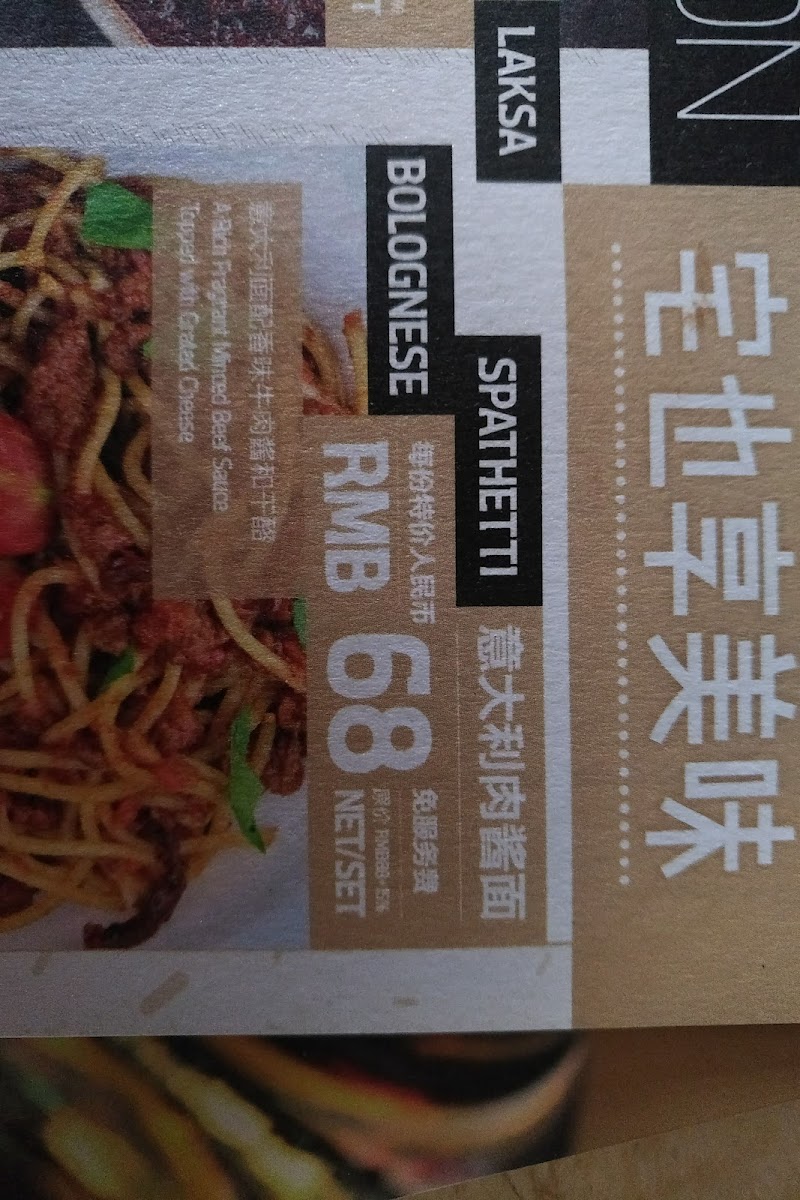 宅也享美味
LAKSA
SPATHETTI
意大利肉酱面
BOLOGNESE
每份特价人民币
免服务费
RMB 68
NET/SET
意大利面配香味牛肉酱和干酪
A Rich Fragrant Minced Beef Sauce
Topped with Grated Cheese